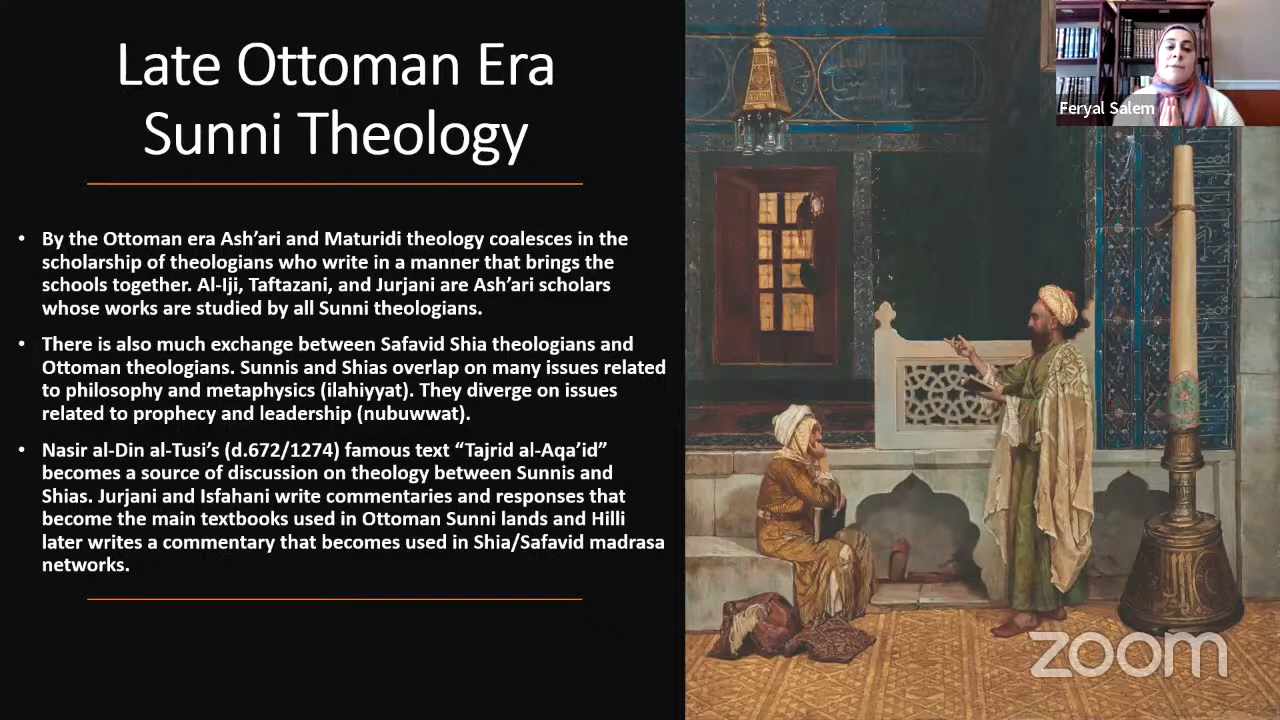 Late Ottoman Era
Sunni Theology
• By the Ottoman era Ash’ari and Maturidi theology coalesces in the
scholarship of theologians who write in a manner that brings the
schools together. Al-Iji, Taftazani, and Jurjani are Ash’ari scholars
whose works are studied by all Sunni theologians.
• There is also much exchange between Safavid Shia theologians and
Ottoman theologians. Sunnis and Shias overlap on many issues related
to philosophy and metaphysics (ilahiyyat). They diverge on issues
related to prophecy and leadership (nubuwwat).
• Nasir al-Din al-Tusi’s (d.672/1274) famous text “Tajrid al-Aqa’id”
becomes a source of discussion on theology between Sunnis and
Shias. Jurjani and Isfahani write commentaries and responses that
become the main textbooks used in Ottoman Sunni lands and Hilli
later writes a commentary that becomes used in Shia/Safavid madrasa
networks.
Feryal Salem
zoom